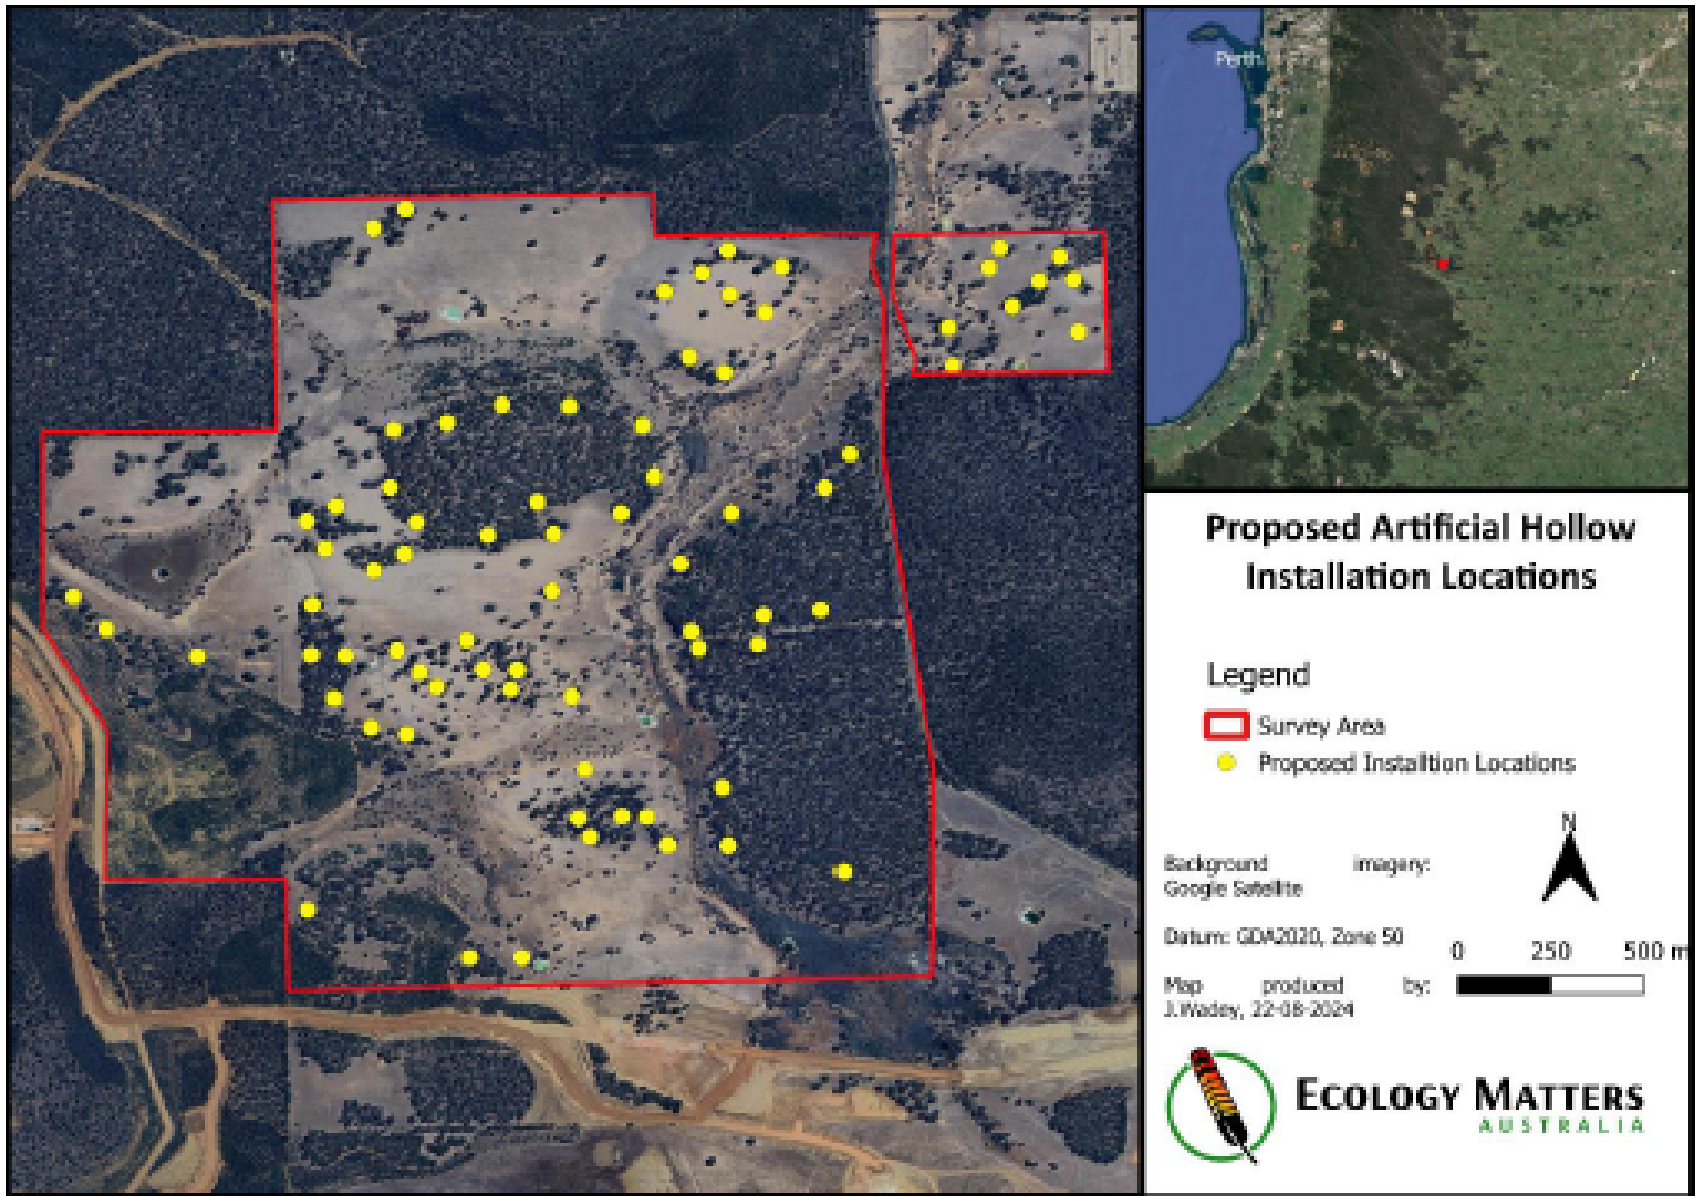 Perth
Proposed Artificial Hollow
Installation Locations
Legend
Survey Area
Proposed Installtion Locations
N
Background imagery:
Google Satellite
Datum: GDA2020, Zone 50
0 250 500 m
Map produced by:
J.Wadey, 22-08-2024
ECOLOGY MATTERS
AUSTRALIA